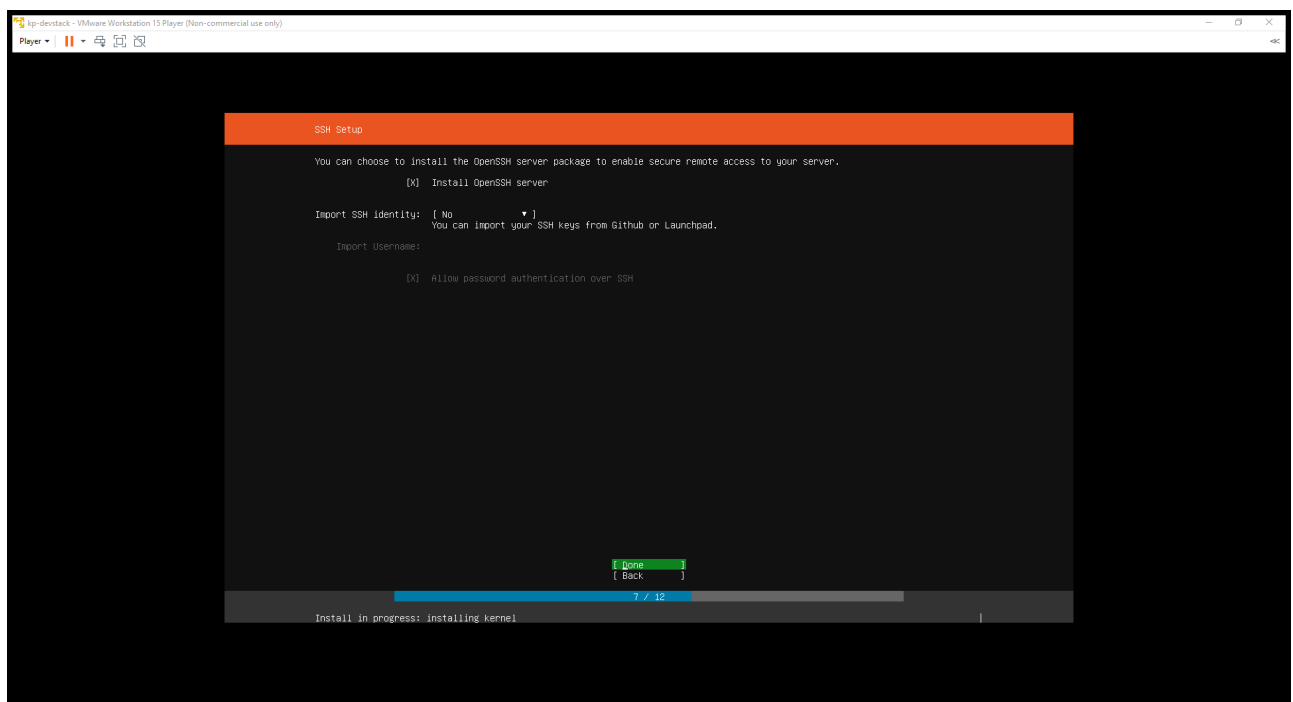 kp-devstack - VMware Workstation 15 Player (Non-commercial use only)
Player
SSH Setup
You can choose to install the OpenSSH server package to enable secure remote access to your server.
[X] Install OpenSSH server
Import SSH identity: [ No ▼ ]
You can import your SSH keys from Github or Launchpad.
Import Username:
[X] Allow password authentication over SSH
[ Done ]
[ Back ]
7 / 12
Install in progress: installing kernel |